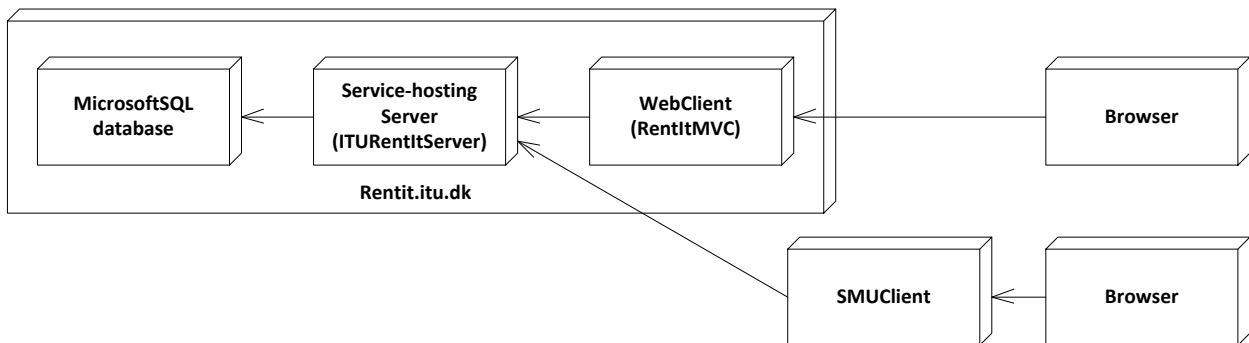 MicrosoftSQL
database
Service-hosting
Server
(ITURentItServer)
WebClient
(RentItMVC)
Browser
Rentit.itu.dk
SMUClient
Browser